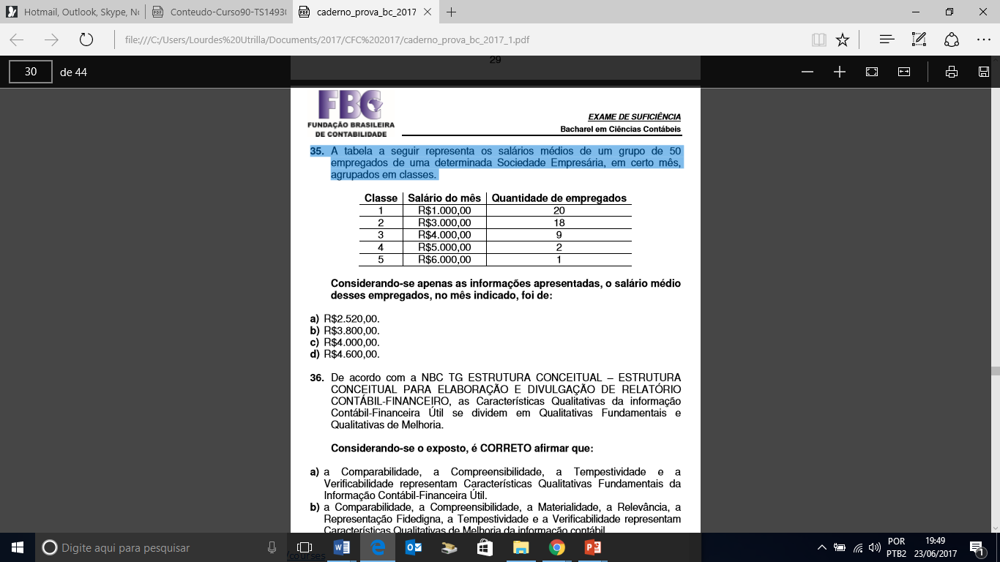 Hotmail, Outlook, Skype, No
Conteudo-Curso90-TS1493
caderno_prova_bc_2017
file:///C:/Users/Lourdes%20Utrilla/Documents/2017/CFC%202017/caderno_prova_bc_2017_1.pdf
30 de 44
29
FBC
FUNDAÇÃO BRASILEIRA
DE CONTABILIDADE
EXAME DE SUFICIÊNCIA
Bacharel em Ciências Contábeis
35. A tabela a seguir representa os salários médios de um grupo de 50
empregados de uma determinada Sociedade Empresária, em certo mês,
agrupados em classes.
Classe Salário do mês Quantidade de empregados
1 R$1.000,00 20
2 R$3.000,00 18
3 R$4.000,00 9
4 R$5.000,00 2
5 R$6.000,00 1
Considerando-se apenas as informações apresentadas, o salário médio
desses empregados, no mês indicado, foi de:
a) R$2.520,00.
b) R$3.800,00.
c) R$4.000,00.
d) R$4.600,00.
36. De acordo com a NBC TG ESTRUTURA CONCEITUAL – ESTRUTURA
CONCEITUAL PARA ELABORAÇÃO E DIVULGAÇÃO DE RELATÓRIO
CONTÁBIL-FINANCEIRO, as Características Qualitativas da informação
Contábil-Financeira Útil se dividem em Qualitativas Fundamentais e
Qualitativas de Melhoria.
Considerando-se o exposto, é CORRETO afirmar que:
a) a Comparabilidade, a Compreensibilidade, a Tempestividade e a
Verificabilidade representam Características Qualitativas Fundamentais da
Informação Contábil-Financeira Útil.
b) a Comparabilidade, a Compreensibilidade, a Materialidade, a Relevância, a
Representação Fidedigna, a Tempestividade e a Verificabilidade representam
Características Qualitativas de Melhoria da informação contábil
Digite aqui para pesquisar
/courses
POR
PTB2
19:49
23/06/2017
1